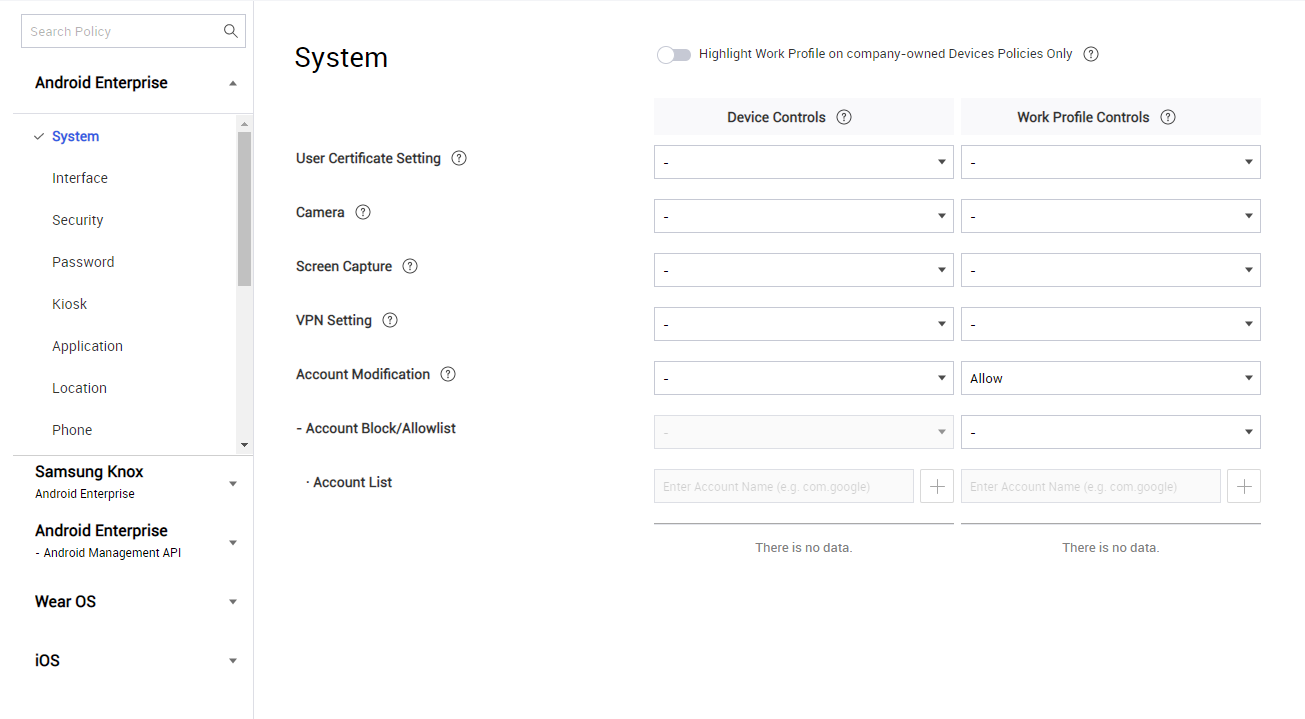 Search Policy
Android Enterprise
System
Interface
Security
Password
Kiosk
Application
Location
Phone
Samsung Knox
Android Enterprise
Android Enterprise
- Android Management API
Wear OS
iOS
System
Highlight Work Profile on company-owned Devices Policies Only ?
Device Controls ? Work Profile Controls ?
User Certificate Setting ? - -
Camera ? - -
Screen Capture ? - -
VPN Setting ? - -
Account Modification ? - Allow
- Account Block/Allowlist - -
· Account List Enter Account Name (e.g. com.google) + Enter Account Name (e.g. com.google) +
There is no data. There is no data.